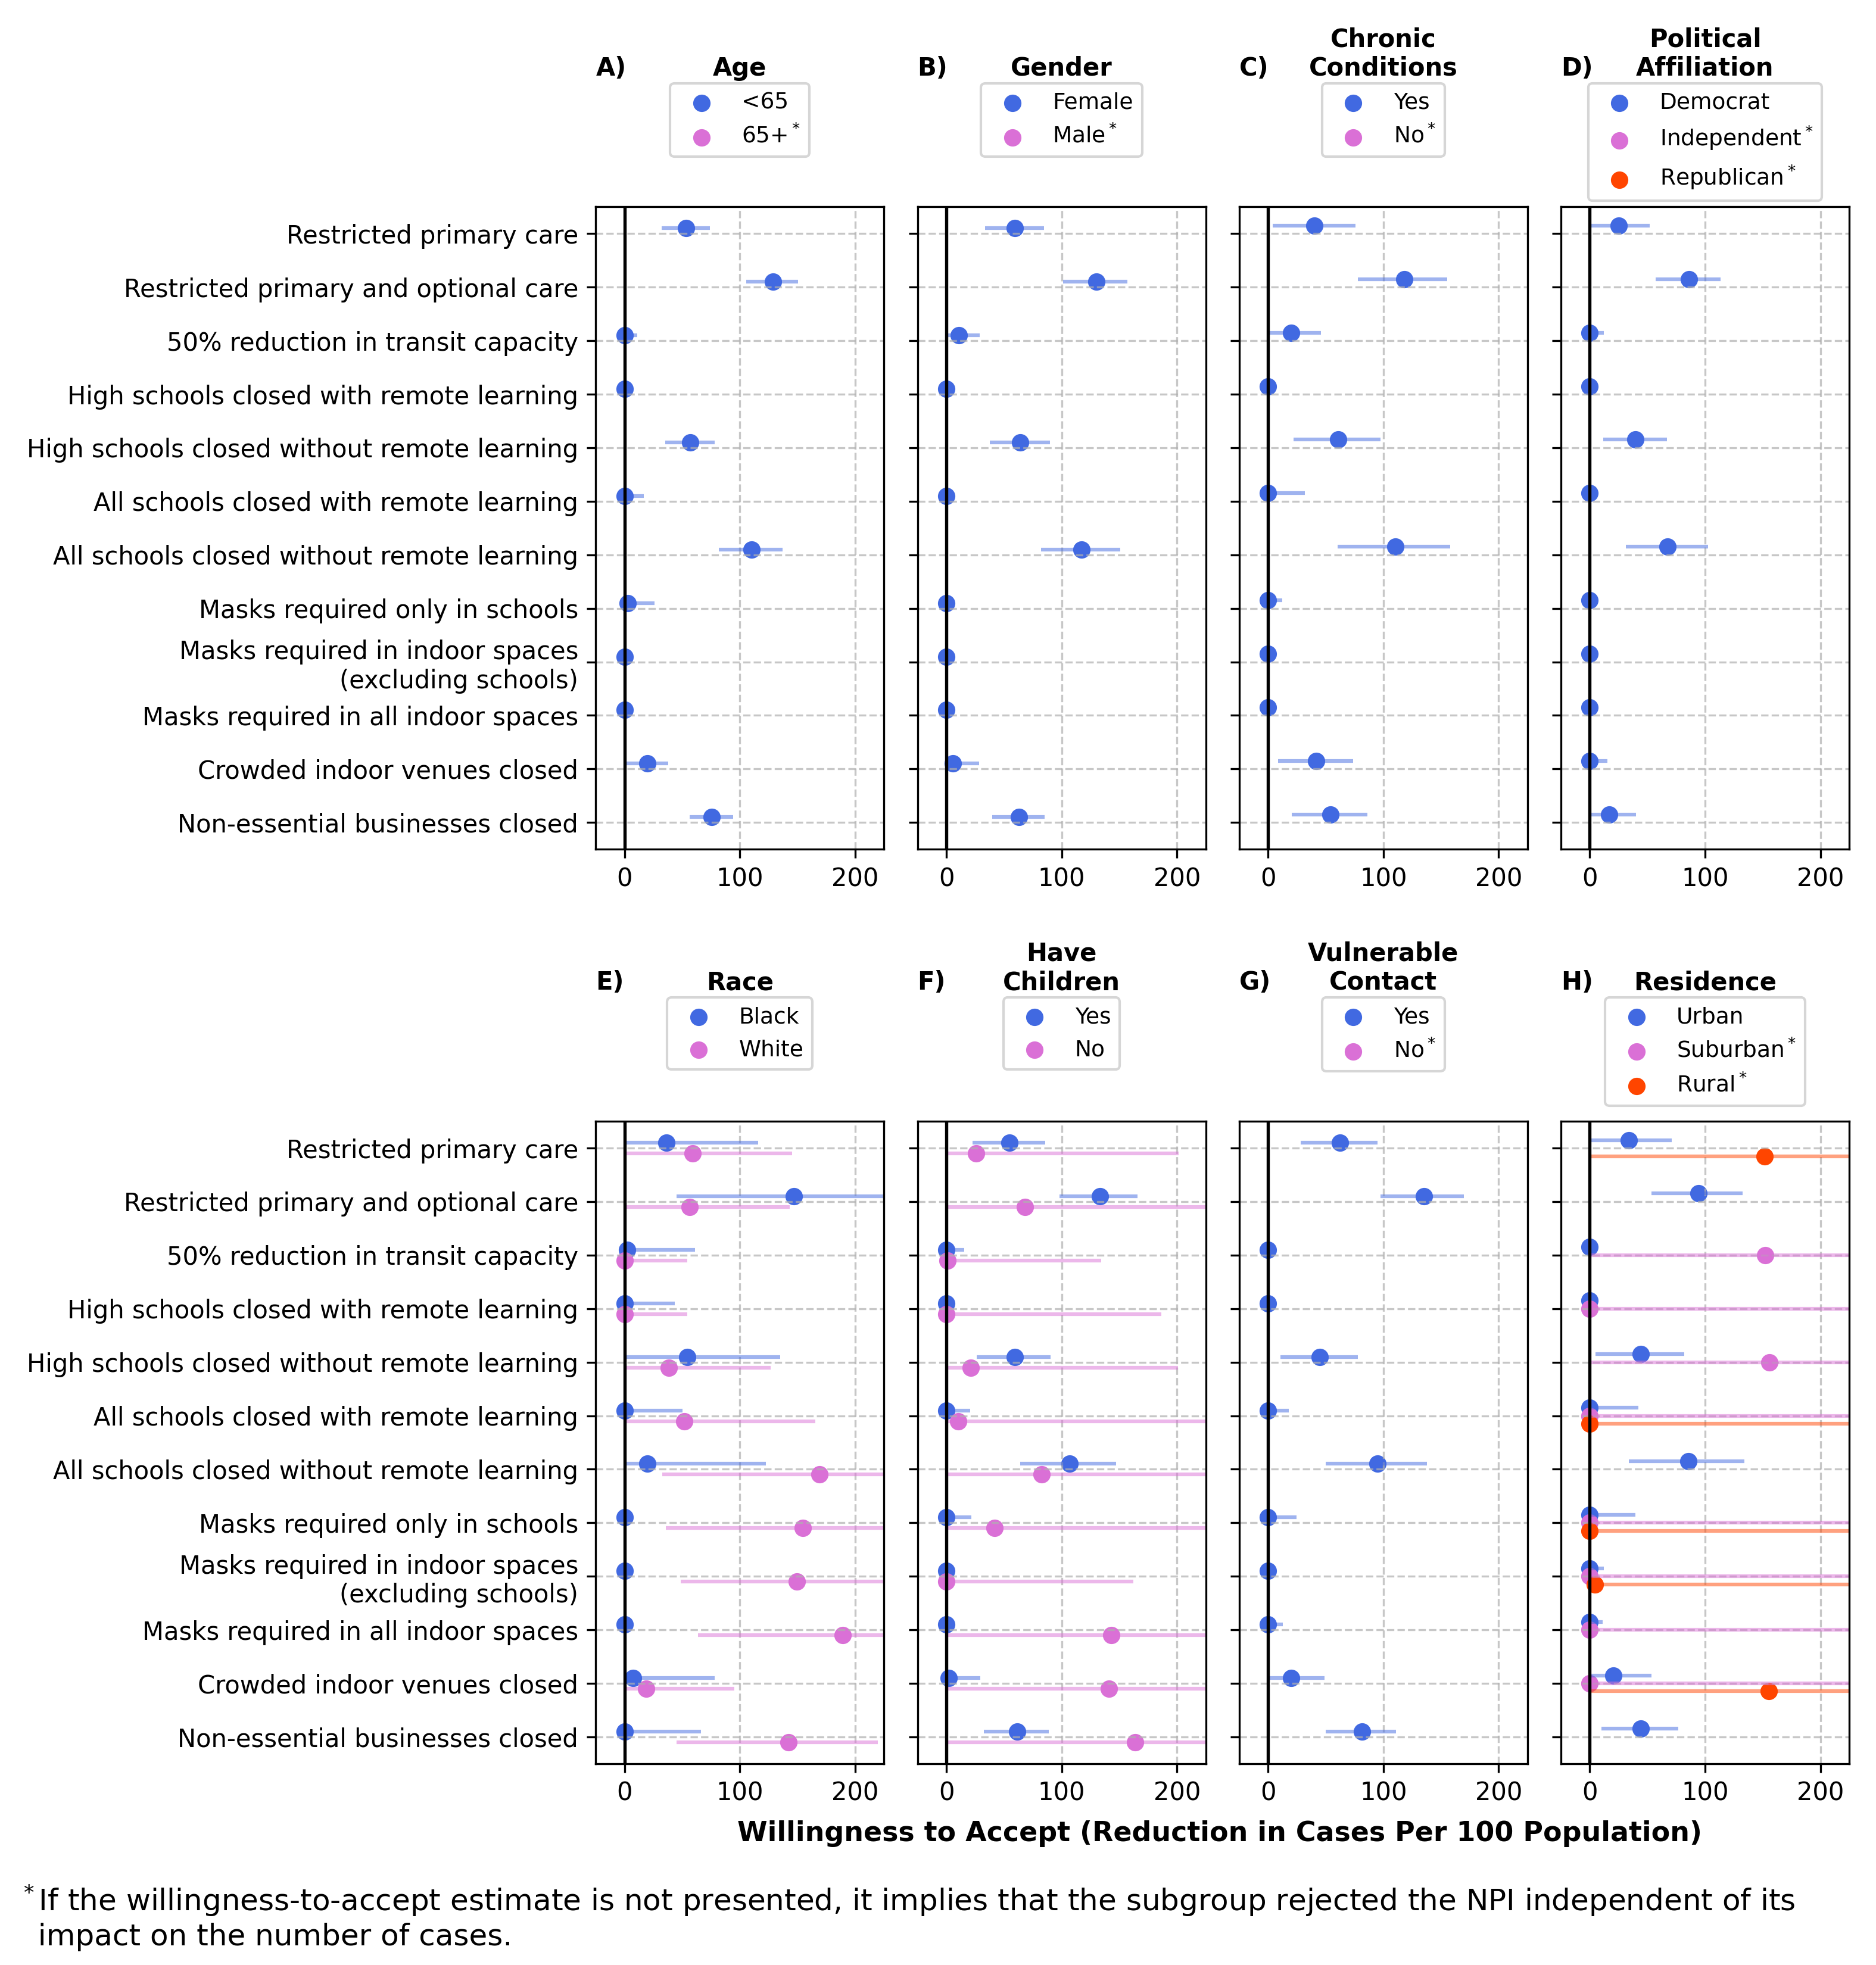 A) Age
<65
65+*
B) Gender
Female
Male*
C) Chronic
Conditions
Yes
No*
D) Political
Affiliation
Democrat
Independent*
Republican*
Restricted primary care
Restricted primary and optional care
50% reduction in transit capacity
High schools closed with remote learning
High schools closed without remote learning
All schools closed with remote learning
All schools closed without remote learning
Masks required only in schools
Masks required in indoor spaces
(excluding schools)
Masks required in all indoor spaces
Crowded indoor venues closed
Non-essential businesses closed
0 100 200 0 100 200 0 100 200 0 100 200
E) Race
Black
White
F) Have
Children
Yes
No
G) Vulnerable
Contact
Yes
No*
H) Residence
Urban
Suburban*
Rural*
Restricted primary care
Restricted primary and optional care
50% reduction in transit capacity
High schools closed with remote learning
High schools closed without remote learning
All schools closed with remote learning
All schools closed without remote learning
Masks required only in schools
Masks required in indoor spaces
(excluding schools)
Masks required in all indoor spaces
Crowded indoor venues closed
Non-essential businesses closed
0 100 200 0 100 200 0 100 200 0 100 200
Willingness to Accept (Reduction in Cases Per 100 Population)
*If the willingness-to-accept estimate is not presented, it implies that the subgroup rejected the NPI independent of its
impact on the number of cases.